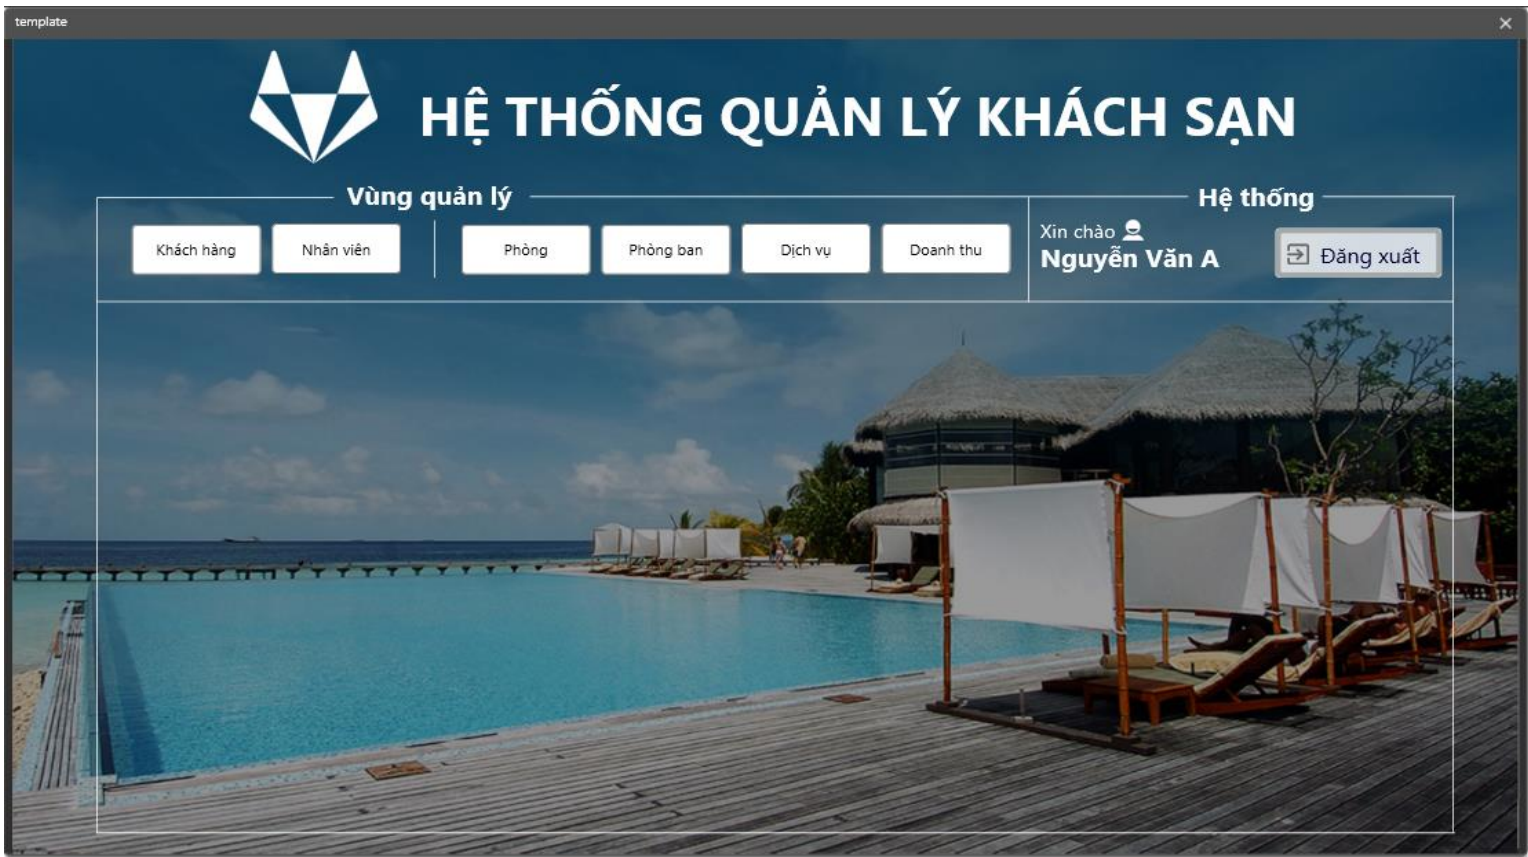 template
HỆ THỐNG QUẢN LÝ KHÁCH SẠN
Vùng quản lý
Hệ thống
Khách hàng
Nhân viên
Phòng
Phòng ban
Dịch vụ
Doanh thu
Xin chào
Nguyễn Văn A
Đăng xuất